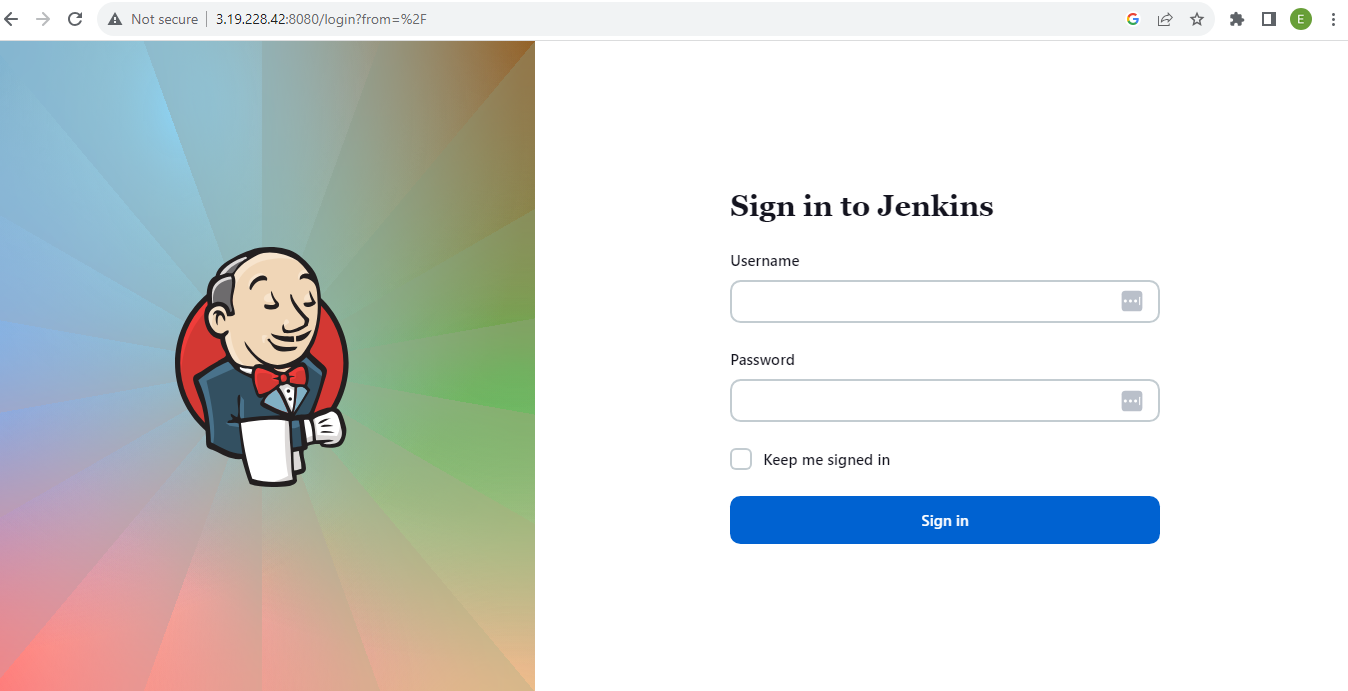 Not secure 3.19.228.42:8080/login?from=%2F
E
Sign in to Jenkins
Username
Password
Keep me signed in
Sign in